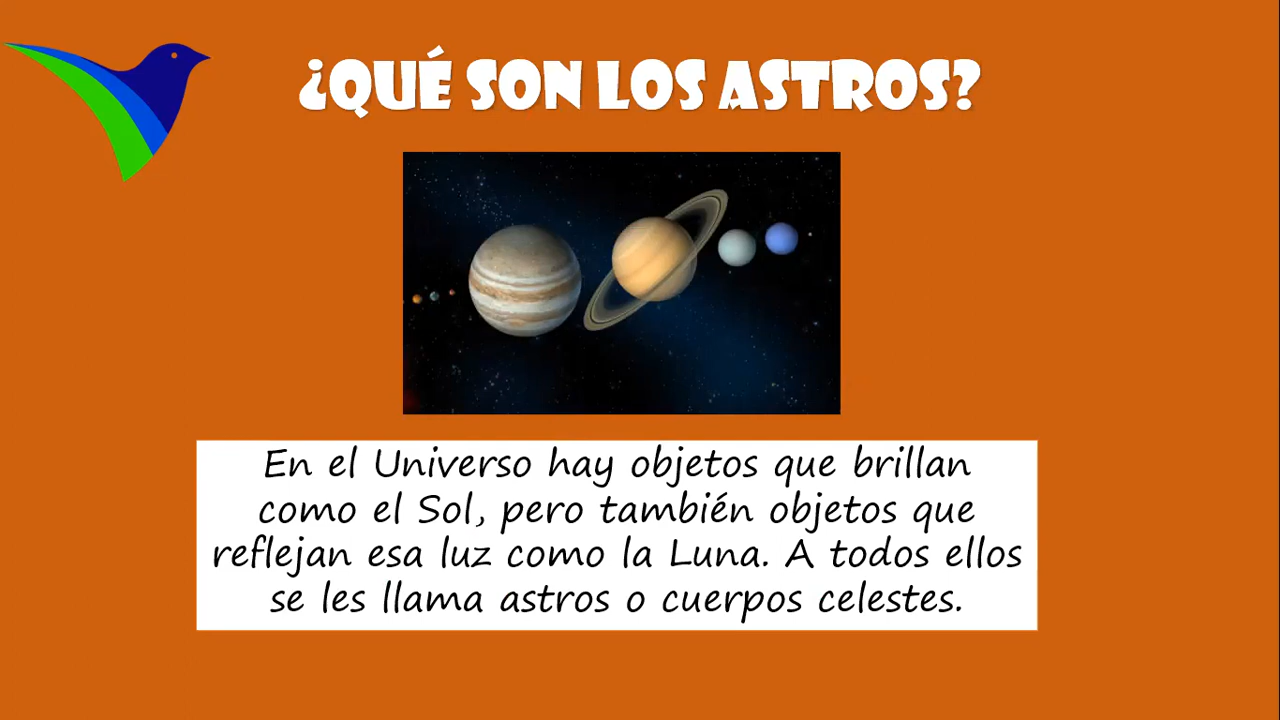 ¿QUÉ SON LOS ASTROS?
En el Universo hay objetos que brillan
como el Sol, pero también objetos que
reflejan esa luz como la Luna. A todos ellos
se les llama astros o cuerpos celestes.